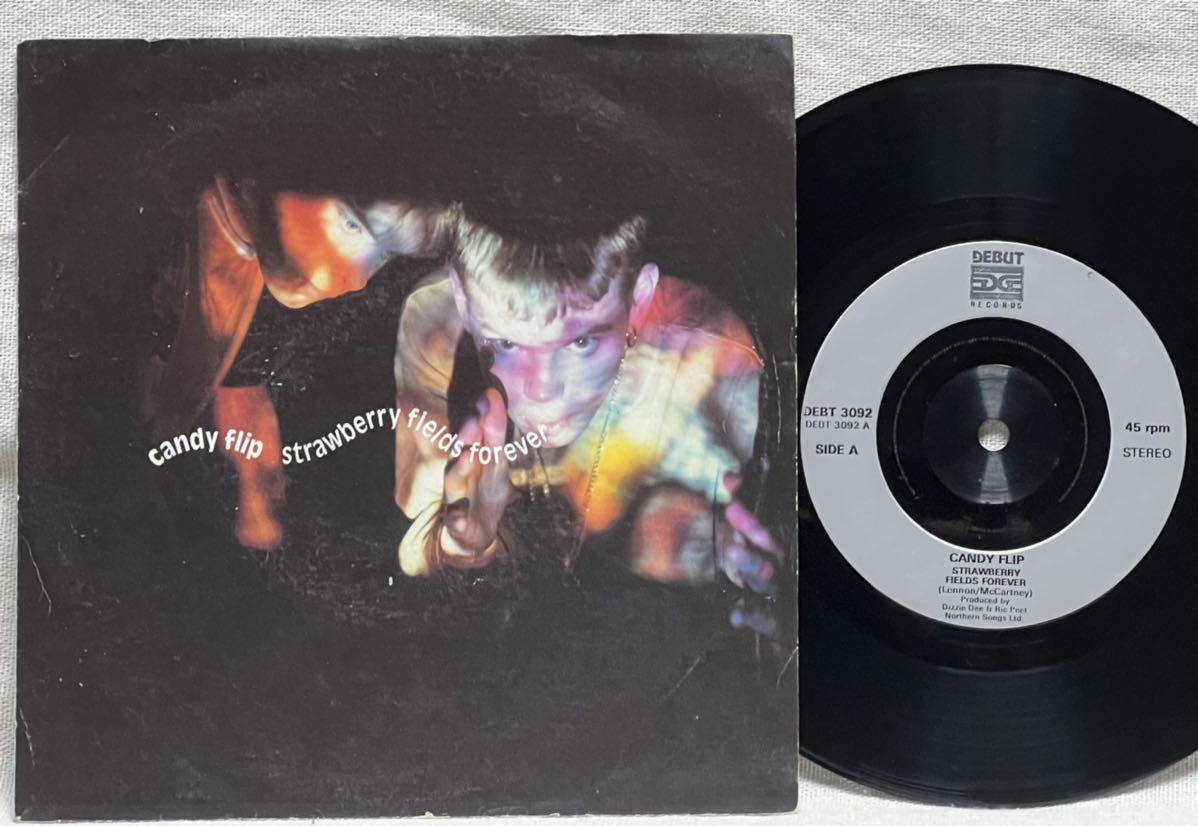 candy flip strawberry fields forever
DEBUT
RECORDS
DEBT 3092
DEBT 3092 A
SIDE A
45 rpm
STEREO
CANDY FLIP
STRAWBERRY
FIELDS FOREVER
(Lennon/McCartney)
Produced by
Dizzie Dee & Ric Peet
Northern Songs Ltd